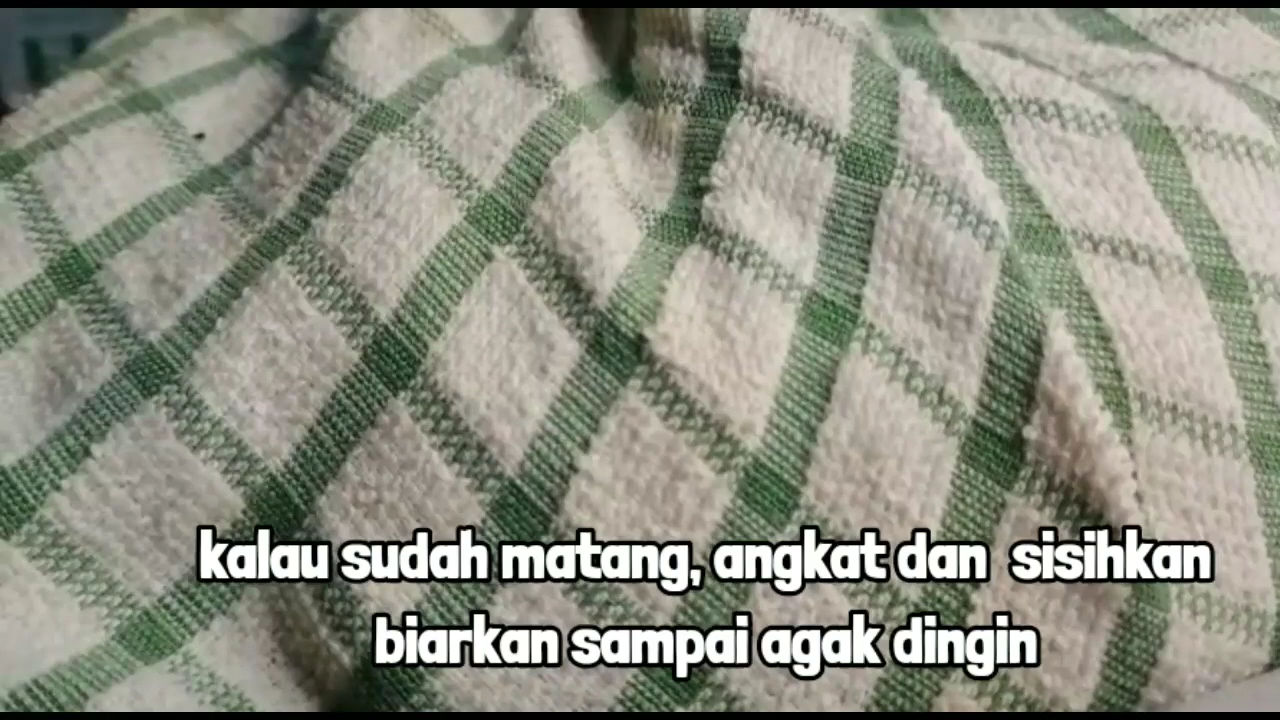 kalau sudah matang, angkat dan sisihkan
biarkan sampai agak dingin